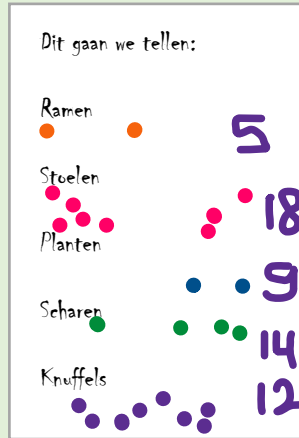 Dit gaan we tellen:
Ramen
5
Stoelen
18
Planten
9
Scharen
14
Knuffels
12